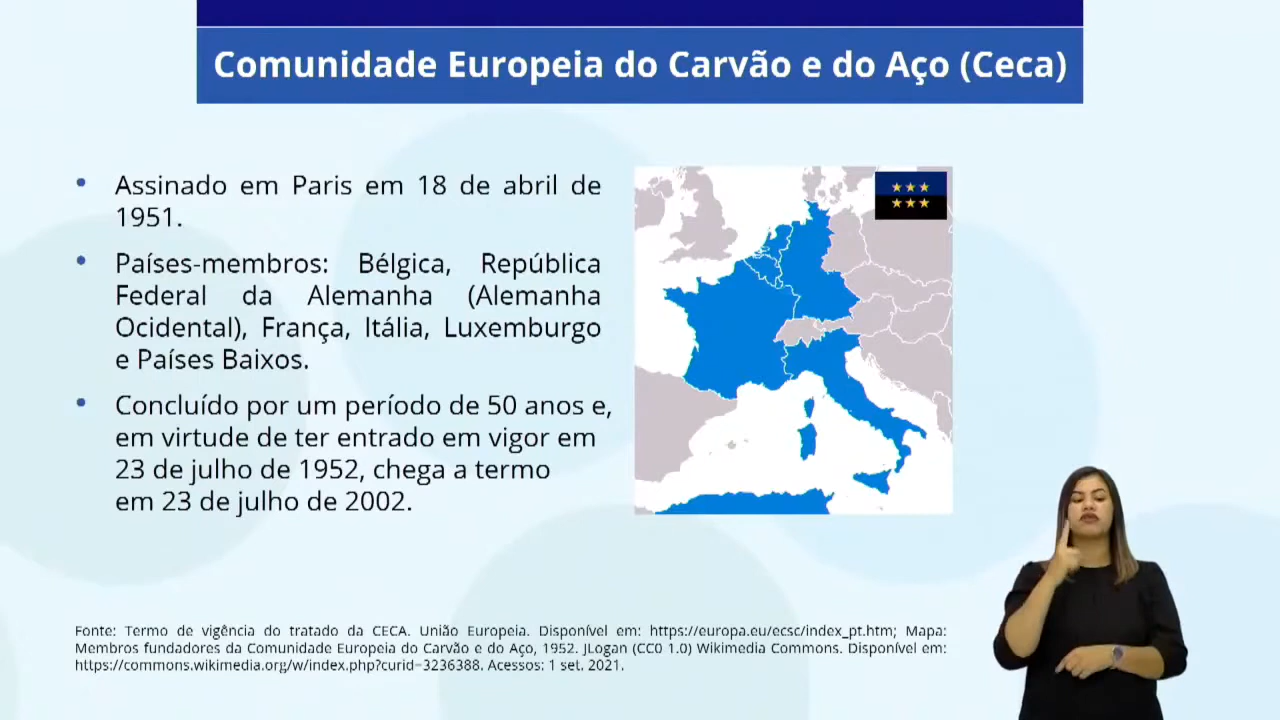 Comunidade Europeia do Carvão e do Aço (Ceca)
• Assinado em Paris em 18 de abril de
1951.
• Países-membros: Bélgica, República
Federal da Alemanha (Alemanha
Ocidental), França, Itália, Luxemburgo
e Países Baixos.
• Concluído por um período de 50 anos e,
em virtude de ter entrado em vigor em
23 de julho de 1952, chega a termo
em 23 de julho de 2002.
Fonte: Termo de vigência do tratado da CECA. União Europeia. Disponível em: https://europa.eu/ecsc/index_pt.htm; Mapa:
Membros fundadores da Comunidade Europeia do Carvão e do Aço, 1952. JLogan (CC0 1.0) Wikimedia Commons. Disponível em:
https://commons.wikimedia.org/w/index.php?curid=3236388. Acessos: 1 set. 2021.